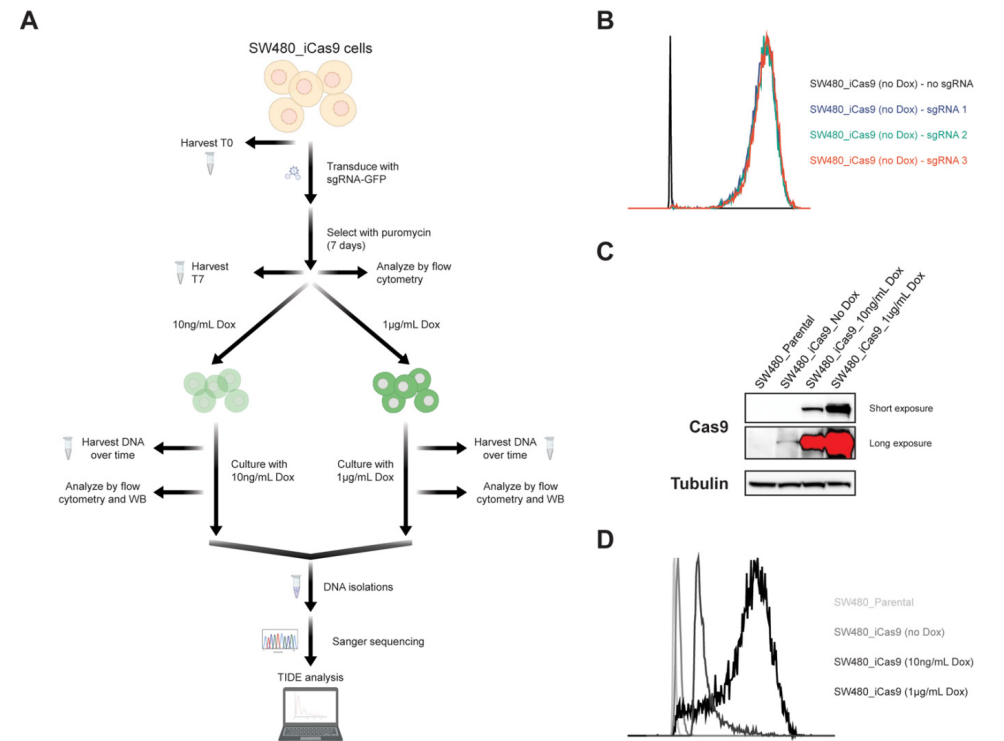 A
SW480_iCas9 cells
Harvest T0
Transduce with
sgRNA-GFP
Select with puromycin
(7 days)
Harvest
T7
Analyze by flow
cytometry
10ng/mL Dox
1µg/mL Dox
Harvest DNA
over time
Culture with
10ng/mL Dox
Analyze by flow
cytometry and WB
Culture with
1µg/mL Dox
Harvest DNA
over time
Analyze by flow
cytometry and WB
DNA isolations
Sanger sequencing
TIDE analysis
B
SW480_iCas9 (no Dox) - no sgRNA
SW480_iCas9 (no Dox) - sgRNA 1
SW480_iCas9 (no Dox) - sgRNA 2
SW480_iCas9 (no Dox) - sgRNA 3
C
SW480_Parental
SW480_iCas9_No Dox
SW480_iCas9_10ng/mL Dox
SW480_iCas9_1ug/mL Dox
Cas9
Short exposure
Long exposure
Tubulin
D
SW480_Parental
SW480_iCas9 (no Dox)
SW480_iCas9 (10ng/mL Dox)
SW480_iCas9 (1µg/mL Dox)